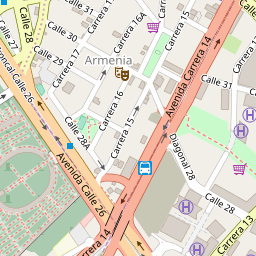 Calle 30
Carrera 16A
Calle 29
Carrera 17
Calle 28
Calle 27
Armenia
Calle 31
Avenida Carrera 14
Carrera 16
Carrera 15
Calle 26
Calle 28A
Diagonal 28
Avenida Calle 26
Calle 28
Carrera 14
Carrera 13
H
H
H
H
H